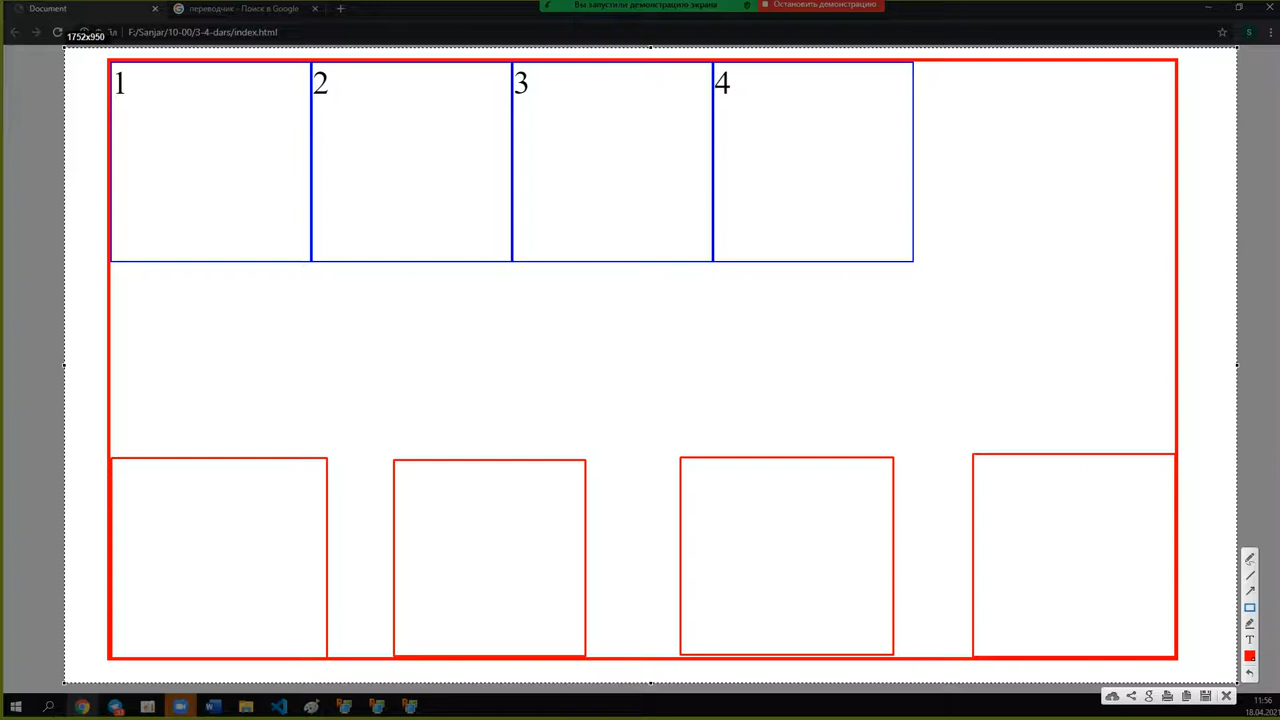 Document
переводчик - Поиск в Google
Вы запустили демонстрацию экрана
Остановить демонстрацию
F:/Sanjar/10-00/3-4-dars/index.html
S
1752x950
1
2
3
4
T
11:56
18.04.2021